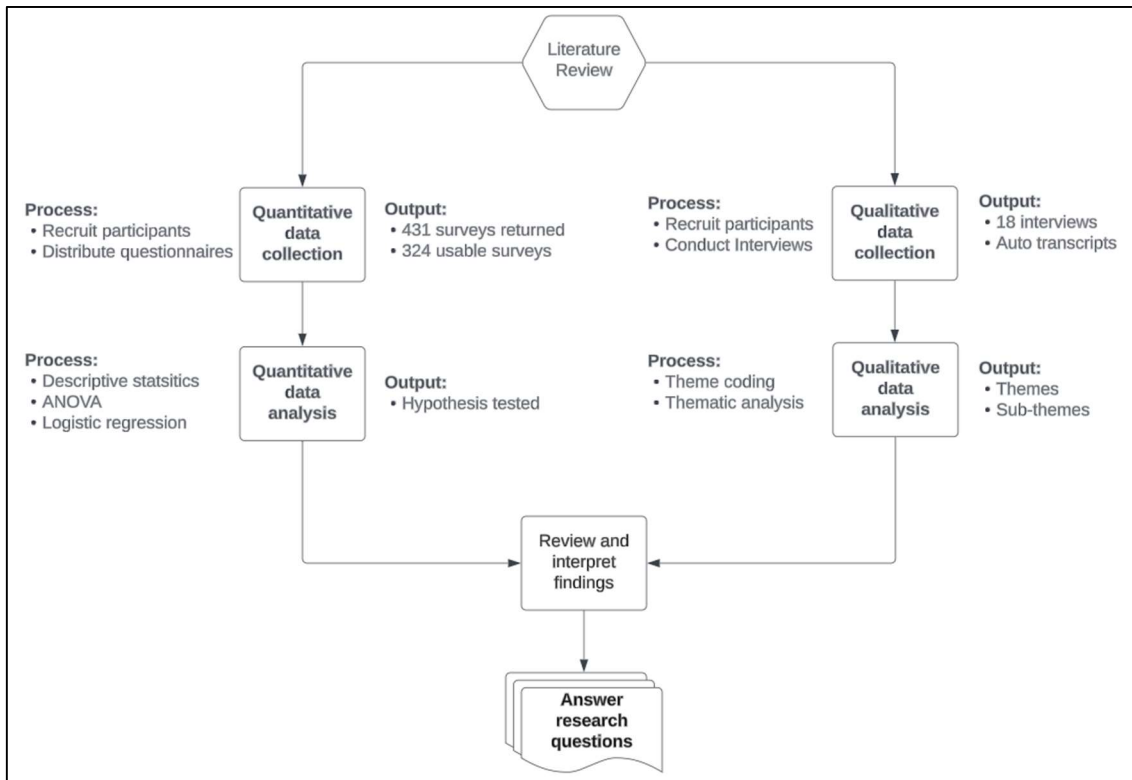 Literature
Review
Process:
• Recruit participants
• Distribute questionnaires
Quantitative
data
collection
Output:
• 431 surveys returned
• 324 usable surveys
Process:
• Recruit participants
• Conduct Interviews
Qualitative
data
collection
Output:
• 18 interviews
• Auto transcripts
Process:
• Descriptive statsitics
• ANOVA
• Logistic regression
Quantitative
data
analysis
Output:
• Hypothesis tested
Process:
• Theme coding
• Thematic analysis
Qualitative
data
analysis
Output:
• Themes
• Sub-themes
Review and
interpret
findings
Answer
research
questions